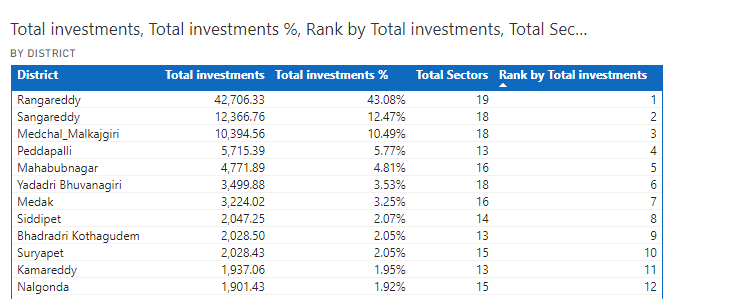 Total investments, Total investments %, Rank by Total investments, Total Sec...
BY DISTRICT
District Total investments Total investments % Total Sectors Rank by Total investments
Rangareddy 42,706.33 43.08% 19 1
Sangareddy 12,366.76 12.47% 18 2
Medchal_Malkajgiri 10,394.56 10.49% 18 3
Peddapalli 5,715.39 5.77% 13 4
Mahabubnagar 4,771.89 4.81% 16 5
Yadadri Bhuvanagiri 3,499.88 3.53% 18 6
Medak 3,224.02 3.25% 16 7
Siddipet 2,047.25 2.07% 14 8
Bhadradri Kothagudem 2,028.50 2.05% 13 9
Suryapet 2,028.43 2.05% 15 10
Kamareddy 1,937.06 1.95% 13 11
Nalgonda 1,901.43 1.92% 15 12